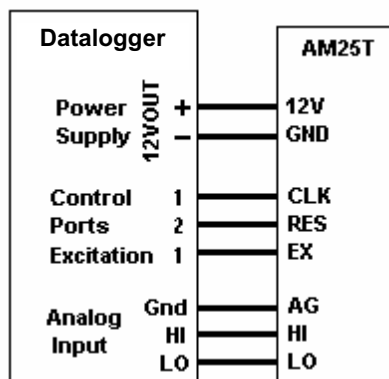 Datalogger
AM25T
Power + 12V
Supply 12VOUT − GND
Control 1 CLK
Ports 2 RES
Excitation 1 EX
Gnd AG
Analog HI HI
Input LO LO